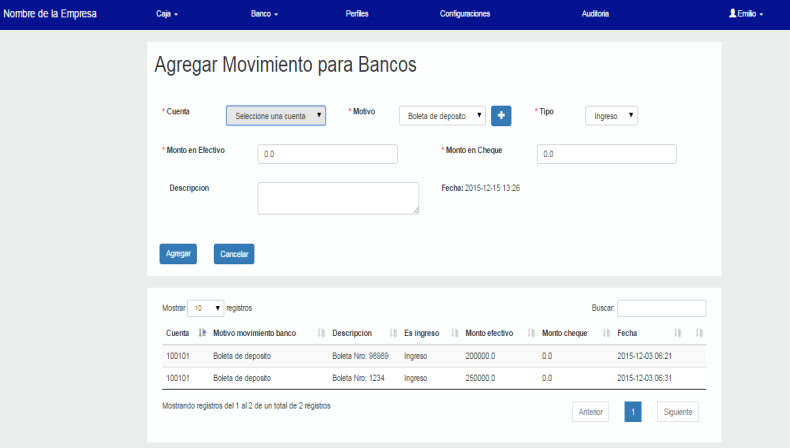 Nombre de la Empresa Caja Banco Perfiles Configuraciones Auditoria Emilio
Agregar Movimiento para Bancos
* Cuenta Seleccione una cuenta * Motivo Boleta de deposito + * Tipo Ingreso
* Monto en Efectivo 0.0 * Monto en Cheque 0.0
Descripcion Fecha: 2015-12-15 13:26
Agregar Cancelar
Mostrar 10 registros Buscar:
Cuenta Motivo movimiento banco Descripcion Es ingreso Monto efectivo Monto cheque Fecha
100101 Boleta de deposito Boleta Nro: 98989 Ingreso 200000.0 0.0 2015-12-03 06:21
100101 Boleta de deposito Boleta Nro: 1234 Ingreso 250000.0 0.0 2015-12-03 06:31
Mostrando registros del 1 al 2 de un total de 2 registros
Anterior 1 Siguiente